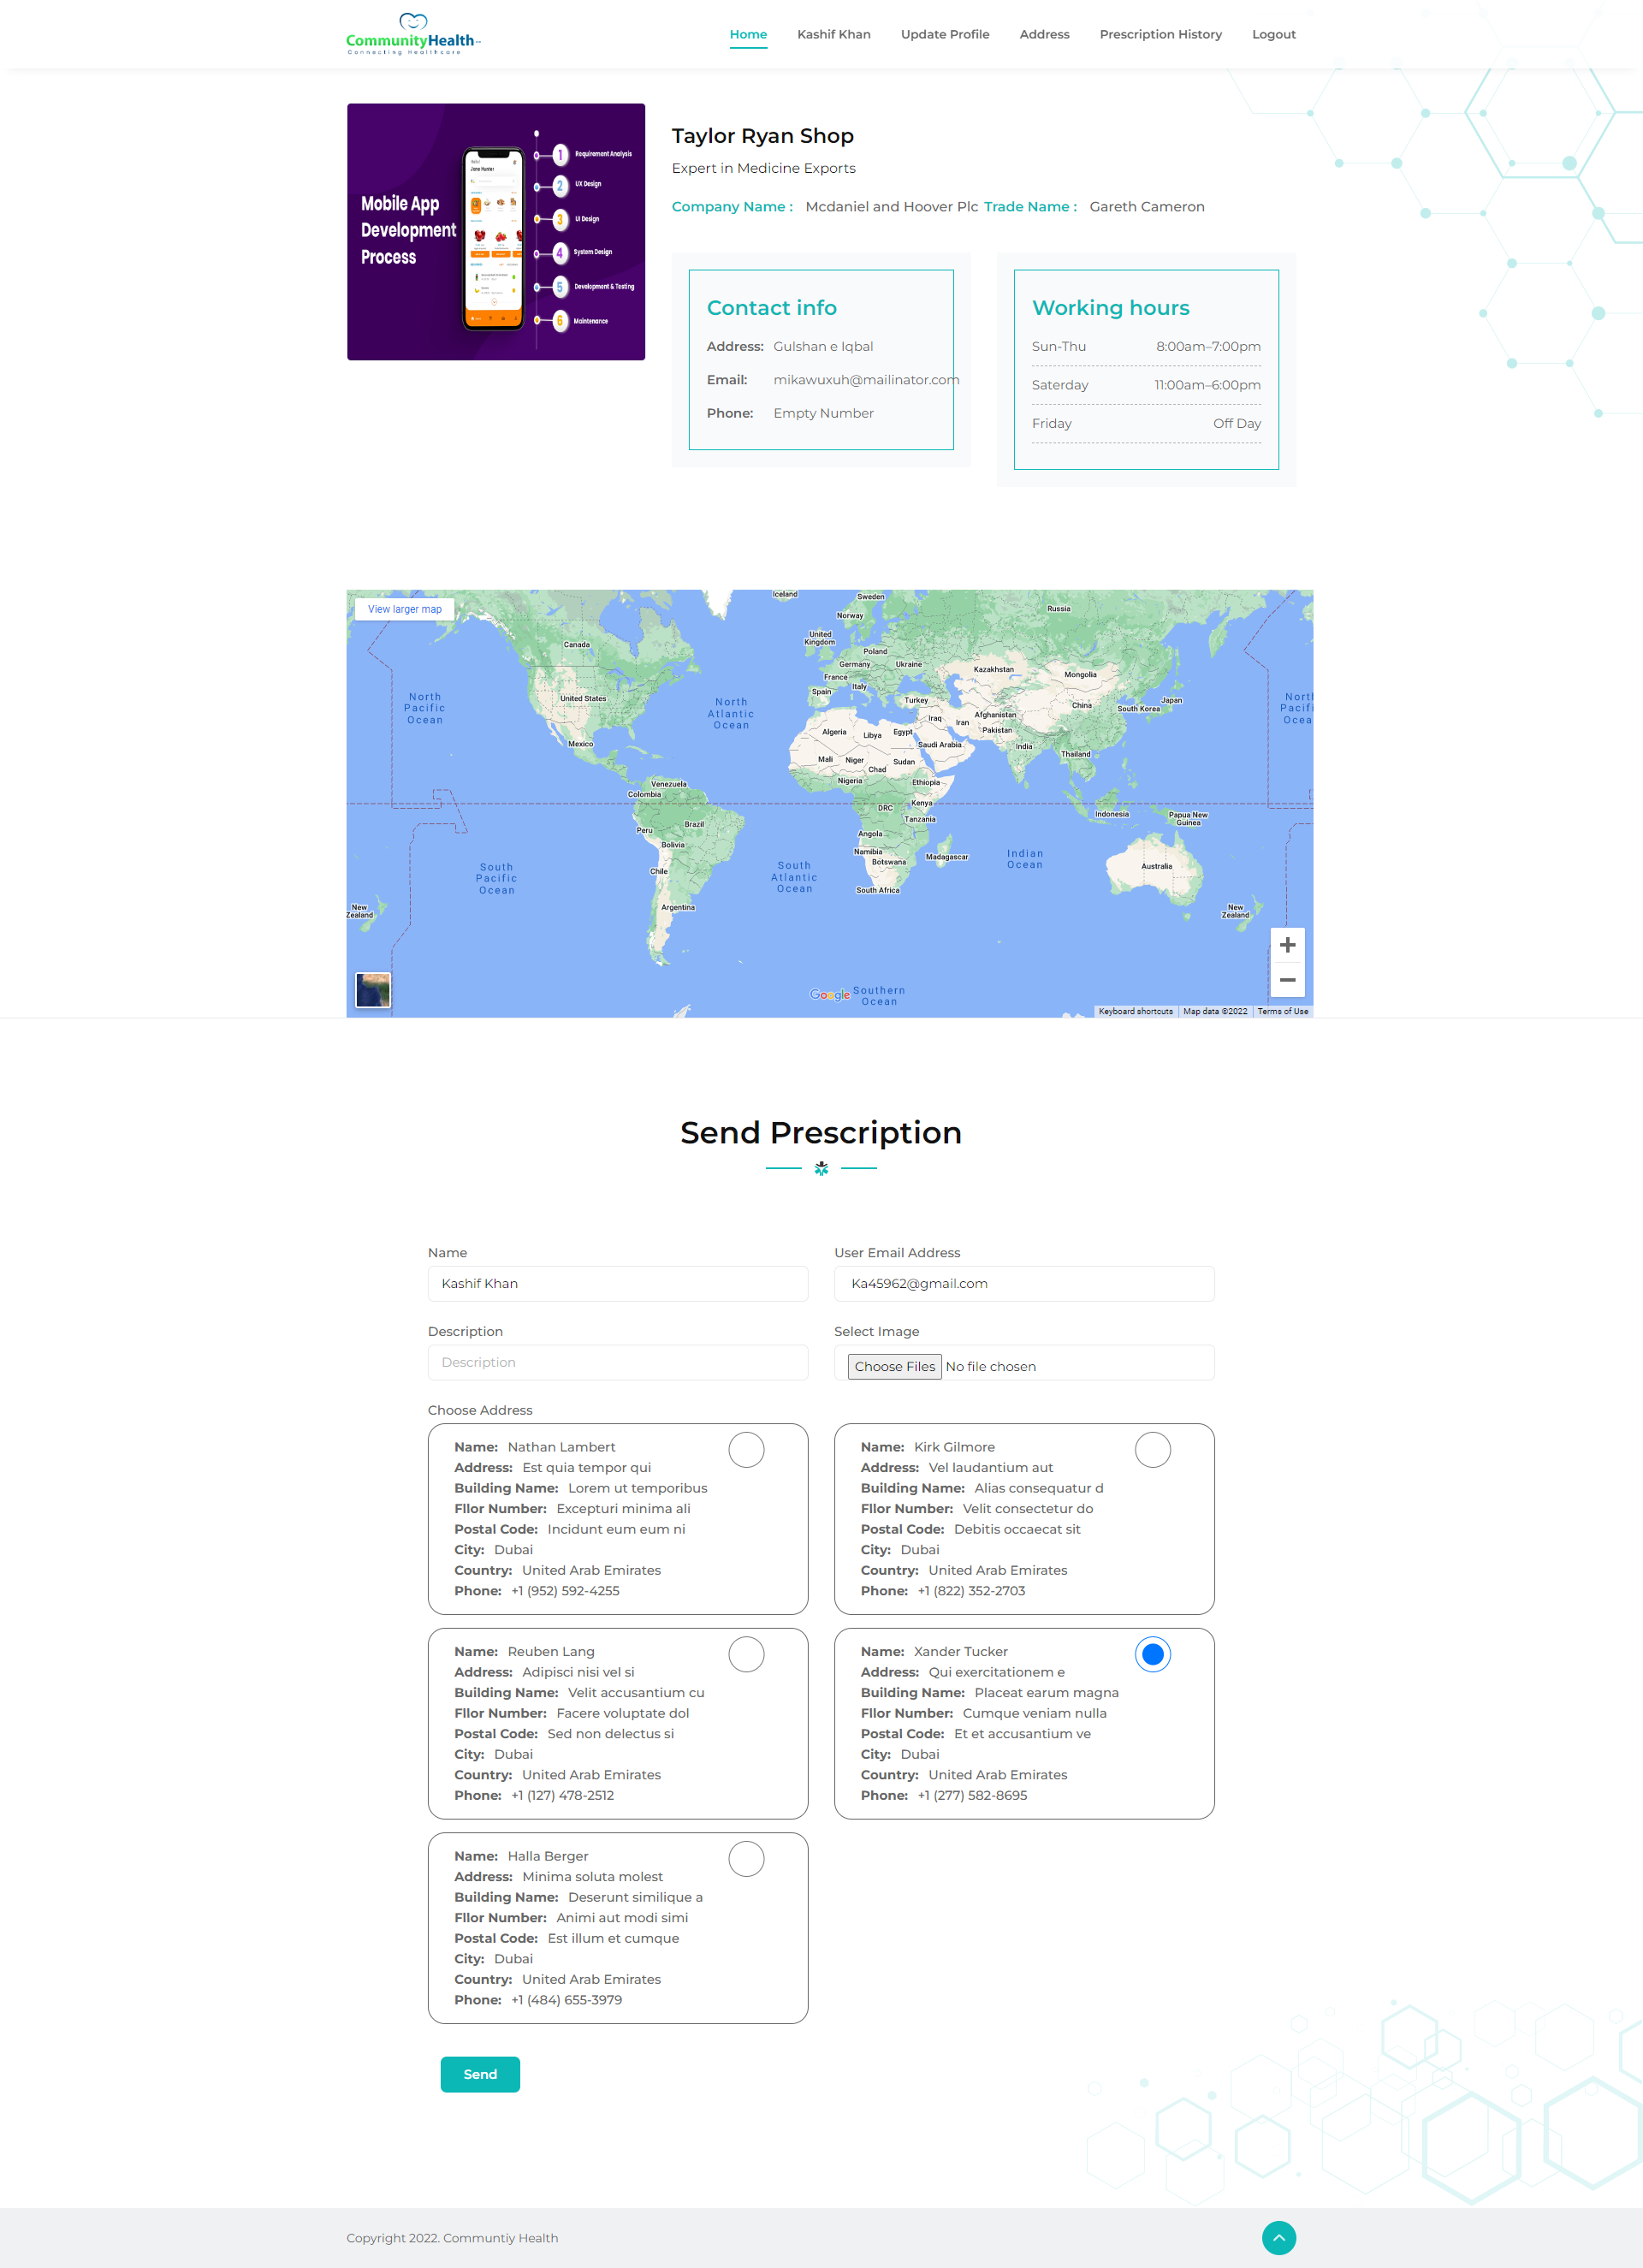 CommunityHealth
Connecting Healthcare
Home Kashif Khan Update Profile Address Prescription History Logout
Mobile App
Development
Process
1 Requirement Analysis
2 UX Design
3 UI Design
4 System Design
5 Development & Testing
6 Maintenance
Taylor Ryan Shop
Expert in Medicine Exports
Company Name : Mcdaniel and Hoover Plc Trade Name : Gareth Cameron
Contact info
Address: Gulshan e Iqbal
Email: mikawuxuh@mailinator.com
Phone: Empty Number
Working hours
Sun-Thu 8:00am–7:00pm
Saterday 11:00am–6:00pm
Friday Off Day
View larger map
Iceland
Sweden
Russia
Norway
United
Kingdom
Canada
Poland
Germany
Ukraine
France
Kazakhstan
Mongolia
Italy
Spain
United States
North
Pacific
Ocean
North
Atlantic
Ocean
Turkey
China
Japan
South Korea
North
Pacifi
Ocea
Afghanistan
Iraq
Iran
Algeria
Libya
Egypt
Pakistan
Mexico
Saudi Arabia
India
Thailand
Mali
Niger
Sudan
Chad
Nigeria
Ethiopia
Venezuela
Colombia
DRC
Kenya
Tanzania
Indonesia
Papua New
Guinea
Peru
Brazil
Angola
Bolivia
Namibia
Botswana
Madagascar
Indian
Ocean
Australia
South
Pacific
Ocean
Chile
South
Atlantic
Ocean
South Africa
New
Zealand
Argentina
New
Zealand
Google
Southern
Ocean
Keyboard shortcuts Map data ©2022 Terms of Use
Send Prescription
Name
Kashif Khan
User Email Address
Ka45962@gmail.com
Description
Description
Select Image
Choose Files No file chosen
Choose Address
Name: Nathan Lambert
Address: Est quia tempor qui
Building Name: Lorem ut temporibus
Fllor Number: Excepturi minima ali
Postal Code: Incidunt eum eum ni
City: Dubai
Country: United Arab Emirates
Phone: +1 (952) 592-4255
Name: Kirk Gilmore
Address: Vel laudantium aut
Building Name: Alias consequatur d
Fllor Number: Velit consectetur do
Postal Code: Debitis occaecat sit
City: Dubai
Country: United Arab Emirates
Phone: +1 (822) 352-2703
Name: Reuben Lang
Address: Adipisci nisi vel si
Building Name: Velit accusantium cu
Fllor Number: Facere voluptate dol
Postal Code: Sed non delectus si
City: Dubai
Country: United Arab Emirates
Phone: +1 (127) 478-2512
Name: Xander Tucker
Address: Qui exercitationem e
Building Name: Placeat earum magna
Fllor Number: Cumque veniam nulla
Postal Code: Et et accusantium ve
City: Dubai
Country: United Arab Emirates
Phone: +1 (277) 582-8695
Name: Halla Berger
Address: Minima soluta molest
Building Name: Deserunt similique a
Fllor Number: Animi aut modi simi
Postal Code: Est illum et cumque
City: Dubai
Country: United Arab Emirates
Phone: +1 (484) 655-3979
Send
Copyright 2022. Communtiy Health